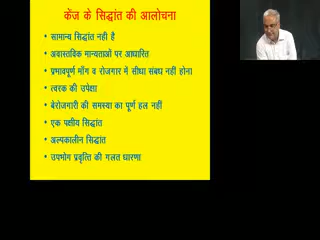 केंज के सिद्धांत की आलोचना
• सामान्य सिद्धांत नही है
• अवास्तविक मान्यताओं पर आधारित
• प्रभावपूर्ण माँग व रोजगार में सीधा संबध नहीं होना
• त्वरक की उपेक्षा
• बेरोजगारी की समस्या का पूर्ण हल नहीं
• एक पक्षीय सिद्धांत
• अल्पकालीन सिद्धांत
• उपभोग प्रवृत्ति की गलत धारणा